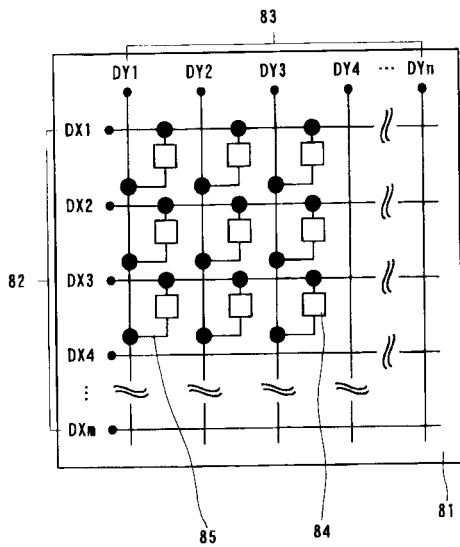 83
DY1 DY2 DY3 DY4 ... DYn
DX1
DX2
82
DX3
DX4
⋮
DXm
81
85
84